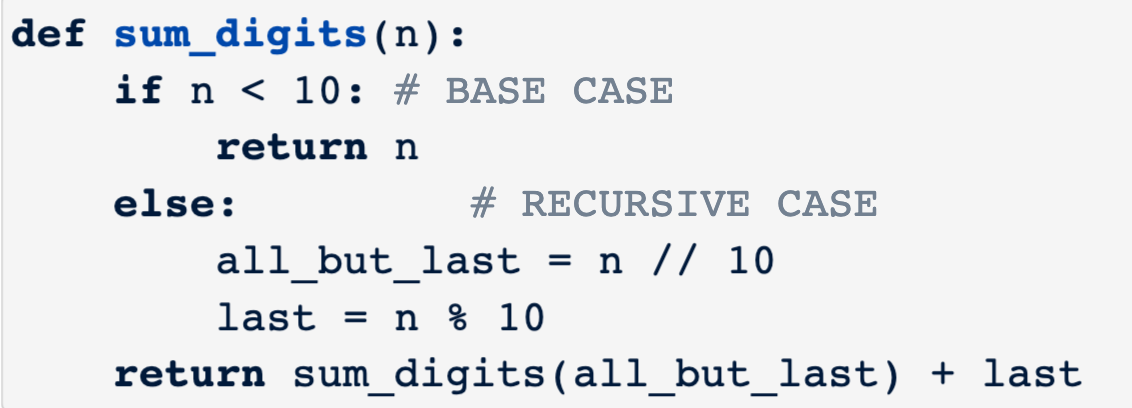 def sum_digits(n):
    if n < 10: # BASE CASE
        return n
    else:         # RECURSIVE CASE
        all_but_last = n // 10
        last = n % 10
    return sum_digits(all_but_last) + last